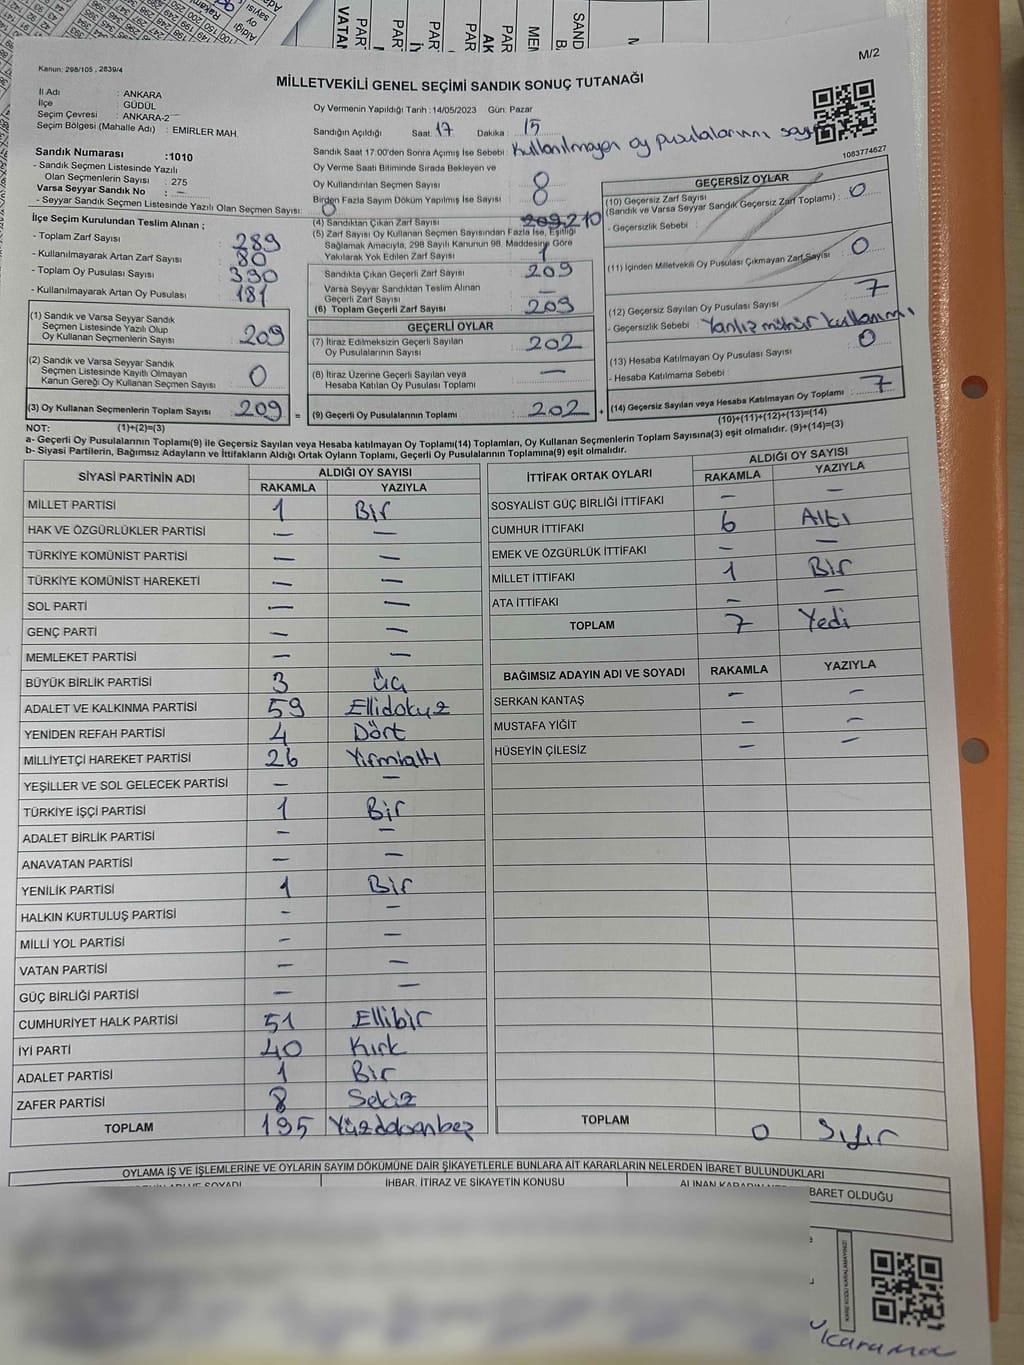 Kanun: 298/105 , 2839/4
M/2
MİLLETVEKİLİ GENEL SEÇİMİ SANDIK SONUÇ TUTANAĞI
İl Adı : ANKARA
İlçe : GÜDÜL
Seçim Çevresi : ANKARA-2
Seçim Bölgesi (Mahalle Adı) : EMİRLER MAH.
Oy Vermenin Yapıldığı Tarih : 14/05/2023 Gün: Pazar
Sandığın Açıldığı Saat: 17 Dakika : 15
Sandık Saat 17:00'den Sonra Açımış İse Sebebi : Kullanılmayan oy pusulalarının
1083774627
Sandık Numarası :1010
- Sandık Seçmen Listesinde Yazılı
Olan Seçmenlerin Sayısı : 275
Varsa Seyyar Sandık No : -
- Seyyar Sandık Seçmen Listesinde Yazılı Olan Seçmen Sayısı: 0
İlçe Seçim Kurulundan Teslim Alınan ;
- Toplam Zarf Sayısı : 289
- Kullanılmayarak Artan Zarf Sayısı : 80
- Toplam Oy Pusulası Sayısı : 390
- Kullanılmayarak Artan Oy Pusulası : 181
Oy Verme Saati Bitiminde Sırada Bekleyen ve
Oy Kullandırılan Seçmen Sayısı : 8
Birden Fazla Sayım Döküm Yapılmış İse Sayısı :
(4) Sandıktan Çıkan Zarf Sayısı : 209, 210
(5) Zarf Sayısı Oy Kullanan Seçmen Sayısından Fazla İse, Eşitliği
Sağlamak Amacıyla, 298 Sayılı Kanunun 98. Maddesine Göre
Yakılarak Yok Edilen Zarf Sayısı : 1
Sandıkta Çıkan Geçerli Zarf Sayısı : 209
Varsa Seyyar Sandıktan Teslim Alınan
Geçerli Zarf Sayısı : —
(6) Toplam Geçerli Zarf Sayısı : 209
GEÇERSİZ OYLAR
(10) Geçersiz Zarf Sayısı : 0
(Sandık ve Varsa Seyyar Sandık Geçersiz Zarf Toplamı) :
- Geçersizlik Sebebi :
(11) İçinden Milletvekili Oy Pusulası Çıkmayan Zarf Sayısı : 0
(12) Geçersiz Sayılan Oy Pusulası Sayısı : 7
- Geçersizlik Sebebi : Yanlız mühür kullanımı
(13) Hesaba Katılmayan Oy Pusulası Sayısı : 0
- Hesaba Katılmama Sebebi :
(14) Geçersiz Sayılan veya Hesaba Katılmayan Oy Toplamı : 7
(10)+(11)+(12)+(13)=(14)
(1) Sandık ve Varsa Seyyar Sandık
Seçmen Listesinde Yazılı Olup
Oy Kullanan Seçmenlerin Sayısı : 209
(2) Sandık ve Varsa Seyyar Sandık
Seçmen Listesinde Kayıtlı Olmayan
Kanun Gereği Oy Kullanan Seçmen Sayısı : 0
(3) Oy Kullanan Seçmenlerin Toplam Sayısı : 209
GEÇERLİ OYLAR
(7) İtiraz Edilmeksizin Geçerli Sayılan
Oy Pusulalarının Sayısı : 202
(8) İtiraz Üzerine Geçerli Sayılan veya
Hesaba Katılan Oy Pusulası Toplamı : —
(9) Geçerli Oy Pusulalarının Toplamı : 202
NOT: (1)+(2)=(3)
a- Geçerli Oy Pusulalarının Toplamı(9) ile Geçersiz Sayılan veya Hesaba katılmayan Oy Toplamı(14) Toplamları, Oy Kullanan Seçmenlerin Toplam Sayısına(3) eşit olmalıdır. (9)+(14)=(3)
b- Siyasi Partilerin, Bağımsız Adayların ve İttifakların Aldığı Ortak Oyların Toplamı, Geçerli Oy Pusulalarının Toplamına(9) eşit olmalıdır.
SİYASİ PARTİNİN ADI ALDIĞI OY SAYISI
RAKAMLA YAZIYLA
MİLLET PARTİSİ 1 Bir
HAK VE ÖZGÜRLÜKLER PARTİSİ — —
TÜRKİYE KOMÜNİST PARTİSİ — —
TÜRKİYE KOMÜNİST HAREKETİ — —
SOL PARTİ — —
GENÇ PARTİ — —
MEMLEKET PARTİSİ — —
BÜYÜK BİRLİK PARTİSİ 3 Üç
ADALET VE KALKINMA PARTİSİ 59 Ellidokuz
YENİDEN REFAH PARTİSİ 4 Dört
MİLLİYETÇİ HAREKET PARTİSİ 26 Yirmialtı
YEŞİLLER VE SOL GELECEK PARTİSİ — —
TÜRKİYE İŞÇİ PARTİSİ 1 Bir
ADALET BİRLİK PARTİSİ — —
ANAVATAN PARTİSİ — —
YENİLİK PARTİSİ 1 Bir
HALKIN KURTULUŞ PARTİSİ — —
MİLLİ YOL PARTİSİ — —
VATAN PARTİSİ — —
GÜÇ BİRLİĞİ PARTİSİ — —
CUMHURİYET HALK PARTİSİ 51 Ellibir
İYİ PARTİ 40 Kırk
ADALET PARTİSİ 1 Bir
ZAFER PARTİSİ 8 Sekiz
TOPLAM 195 Yüzdoksanbeş
İTTİFAK ORTAK OYLARI ALDIĞI OY SAYISI
RAKAMLA YAZIYLA
SOSYALİST GÜÇ BİRLİĞİ İTTİFAKI — —
CUMHUR İTTİFAKI 6 Altı
EMEK VE ÖZGÜRLÜK İTTİFAKI — —
MİLLET İTTİFAKI 1 Bir
ATA İTTİFAKI — —
TOPLAM 7 Yedi
BAĞIMSIZ ADAYIN ADI VE SOYADI RAKAMLA YAZIYLA
SERKAN KANTAŞ — —
MUSTAFA YİĞİT — —
HÜSEYİN ÇİLESİZ — —
TOPLAM 0 Sıfır
OYLAMA İŞ VE İŞLEMLERİNE VE OYLARIN SAYIM DÖKÜMÜNE DAİR ŞİKAYETLERLE BUNLARA AİT KARARLARIN NELERDEN İBARET BULUNDUKLARI
İHBAR, İTİRAZ VE ŞİKAYETİN KONUSU
BARET OLDUĞU